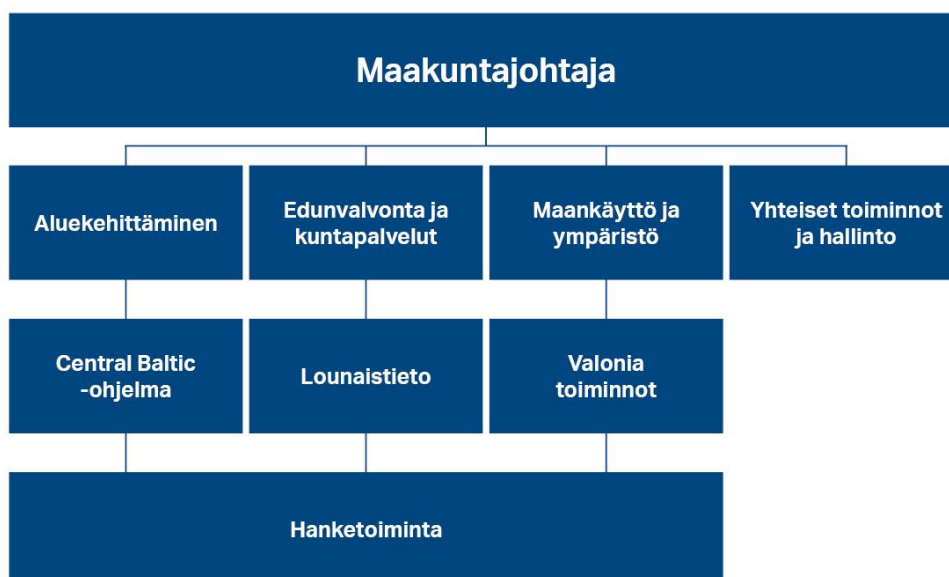 Maakuntajohtaja
Aluekehittäminen
Edunvalvonta ja
kuntapalvelut
Maankäyttö ja
ympäristö
Yhteiset toiminnot
ja hallinto
Central Baltic
-ohjelma
Lounaistieto
Valonia
toiminnot
Hanketoiminta